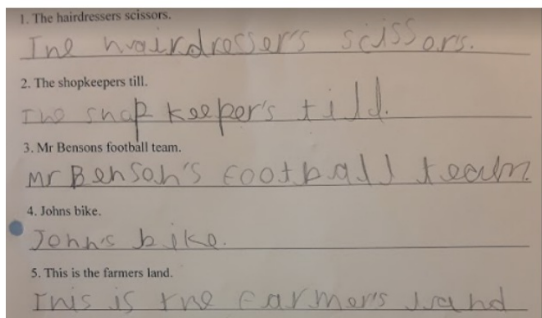 1. The hairdressers scissors.
The hairdresser's scissors.
2. The shopkeepers till.
The shop keeper's till.
3. Mr Bensons football team.
Mr Benson's football team
4. Johns bike.
John's bike.
5. This is the farmers land.
This is the farmer's land